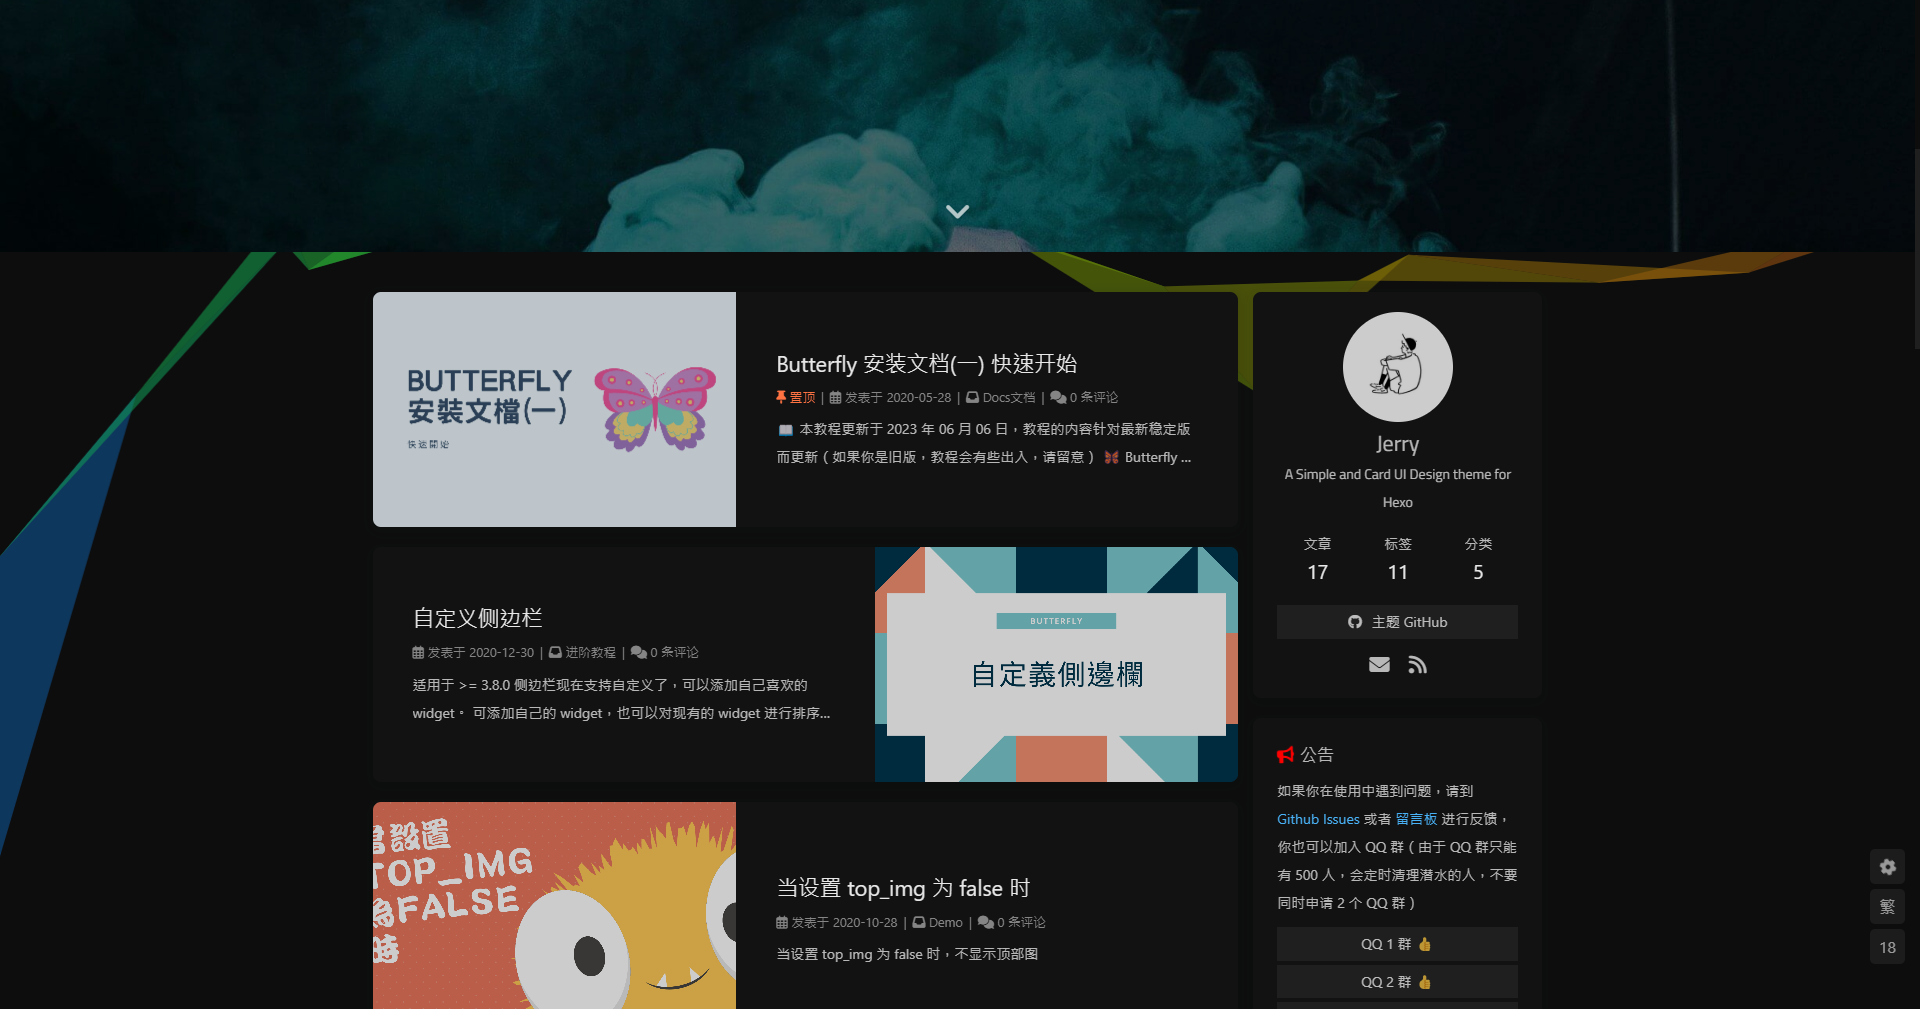 BUTTERFLY
安裝文檔(一)
快速開始
Butterfly 安装文档(一) 快速开始
置顶 | 发表于 2020-05-28 | Docs文档 | 0 条评论
📖 本教程更新于 2023 年 06 月 06 日，教程的内容针对最新稳定版
而更新（如果你是旧版，教程会有些出入，请留意） 🦋 Butterfly ...
自定义侧边栏
发表于 2020-12-30 | 进阶教程 | 0 条评论
适用于 >= 3.8.0 侧边栏现在支持自定义了，可以添加自己喜欢的
widget。 可添加自己的 widget，也可以对现有的 widget 进行排序...
BUTTERFLY
自定義側邊欄
當設置
TOP_IMG
為FALSE
時
当设置 top_img 为 false 时
发表于 2020-10-28 | Demo | 0 条评论
当设置 top_img 为 false 时，不显示顶部图
Jerry
A Simple and Card UI Design theme for
Hexo
文章 标签 分类
17 11 5
主题 GitHub
公告
如果你在使用中遇到问题，请到
Github Issues 或者 留言板 进行反馈，
你也可以加入 QQ 群（由于 QQ 群只能
有 500 人，会定时清理潜水的人，不要
同时申请 2 个 QQ 群）
QQ 1 群 👍
QQ 2 群 👍
繁
18